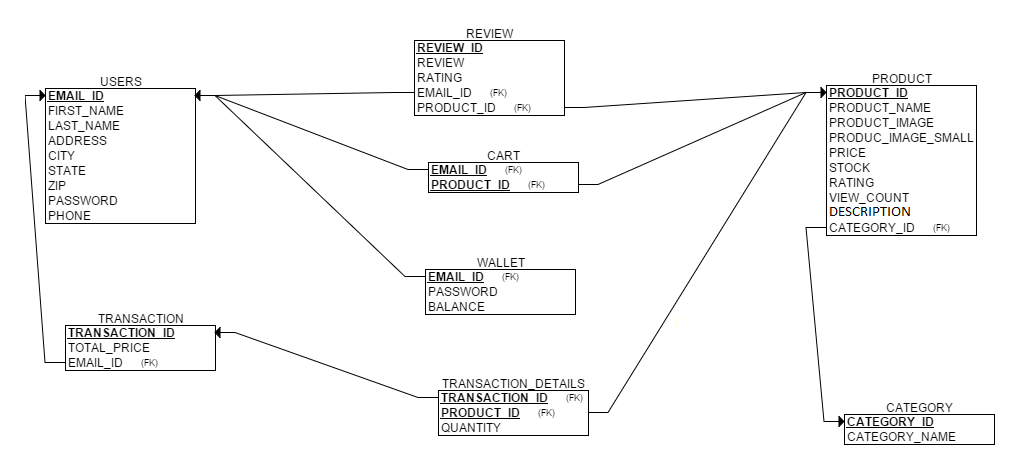 REVIEW
REVIEW_ID
REVIEW
RATING
EMAIL_ID (FK)
PRODUCT_ID (FK)
USERS
EMAIL_ID
FIRST_NAME
LAST_NAME
ADDRESS
CITY
STATE
ZIP
PASSWORD
PHONE
PRODUCT
PRODUCT_ID
PRODUCT_NAME
PRODUCT_IMAGE
PRODUC_IMAGE_SMALL
PRICE
STOCK
RATING
VIEW_COUNT
DESCRIPTION
CATEGORY_ID (FK)
CART
EMAIL_ID (FK)
PRODUCT_ID (FK)
WALLET
EMAIL_ID (FK)
PASSWORD
BALANCE
TRANSACTION
TRANSACTION_ID
TOTAL_PRICE
EMAIL_ID (FK)
TRANSACTION_DETAILS
TRANSACTION_ID (FK)
PRODUCT_ID (FK)
QUANTITY
CATEGORY
CATEGORY_ID
CATEGORY_NAME